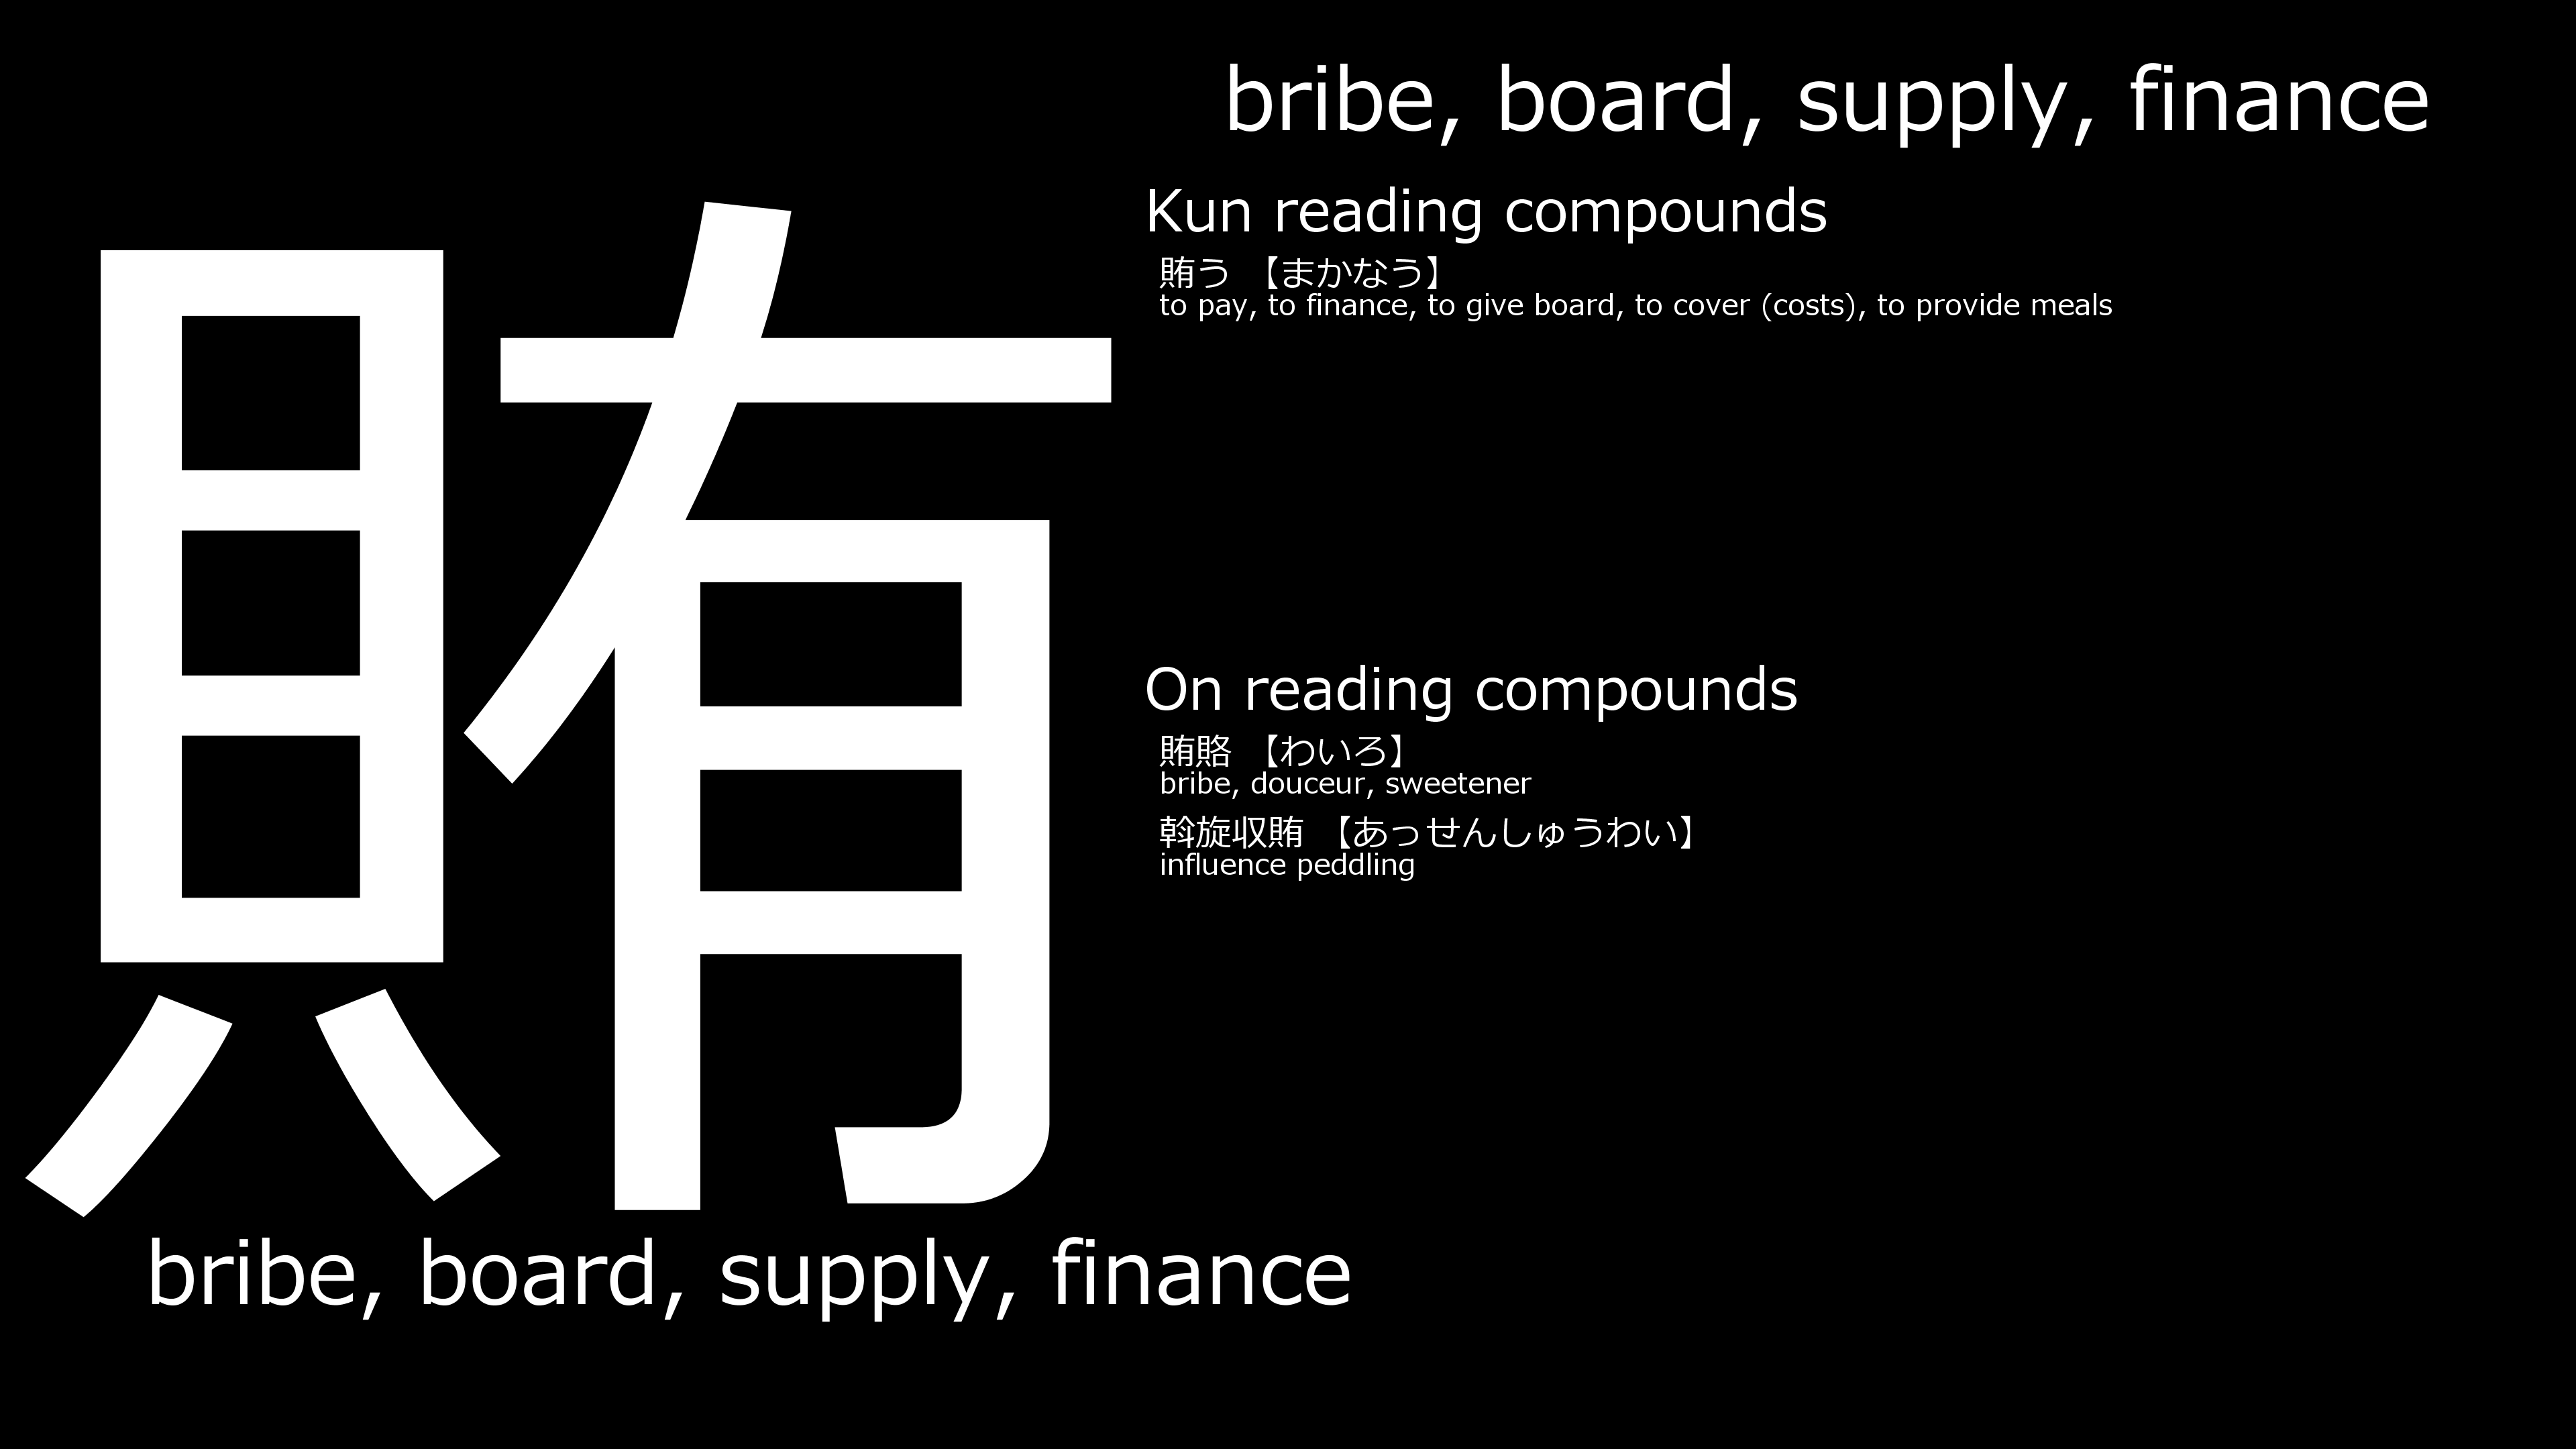 賄
bribe, board, supply, finance
bribe, board, supply, finance
Kun reading compounds
賄う 【まかなう】
to pay, to finance, to give board, to cover (costs), to provide meals
On reading compounds
賄賂 【わいろ】
bribe, douceur, sweetener
斡旋収賄 【あっせんしゅうわい】
influence peddling